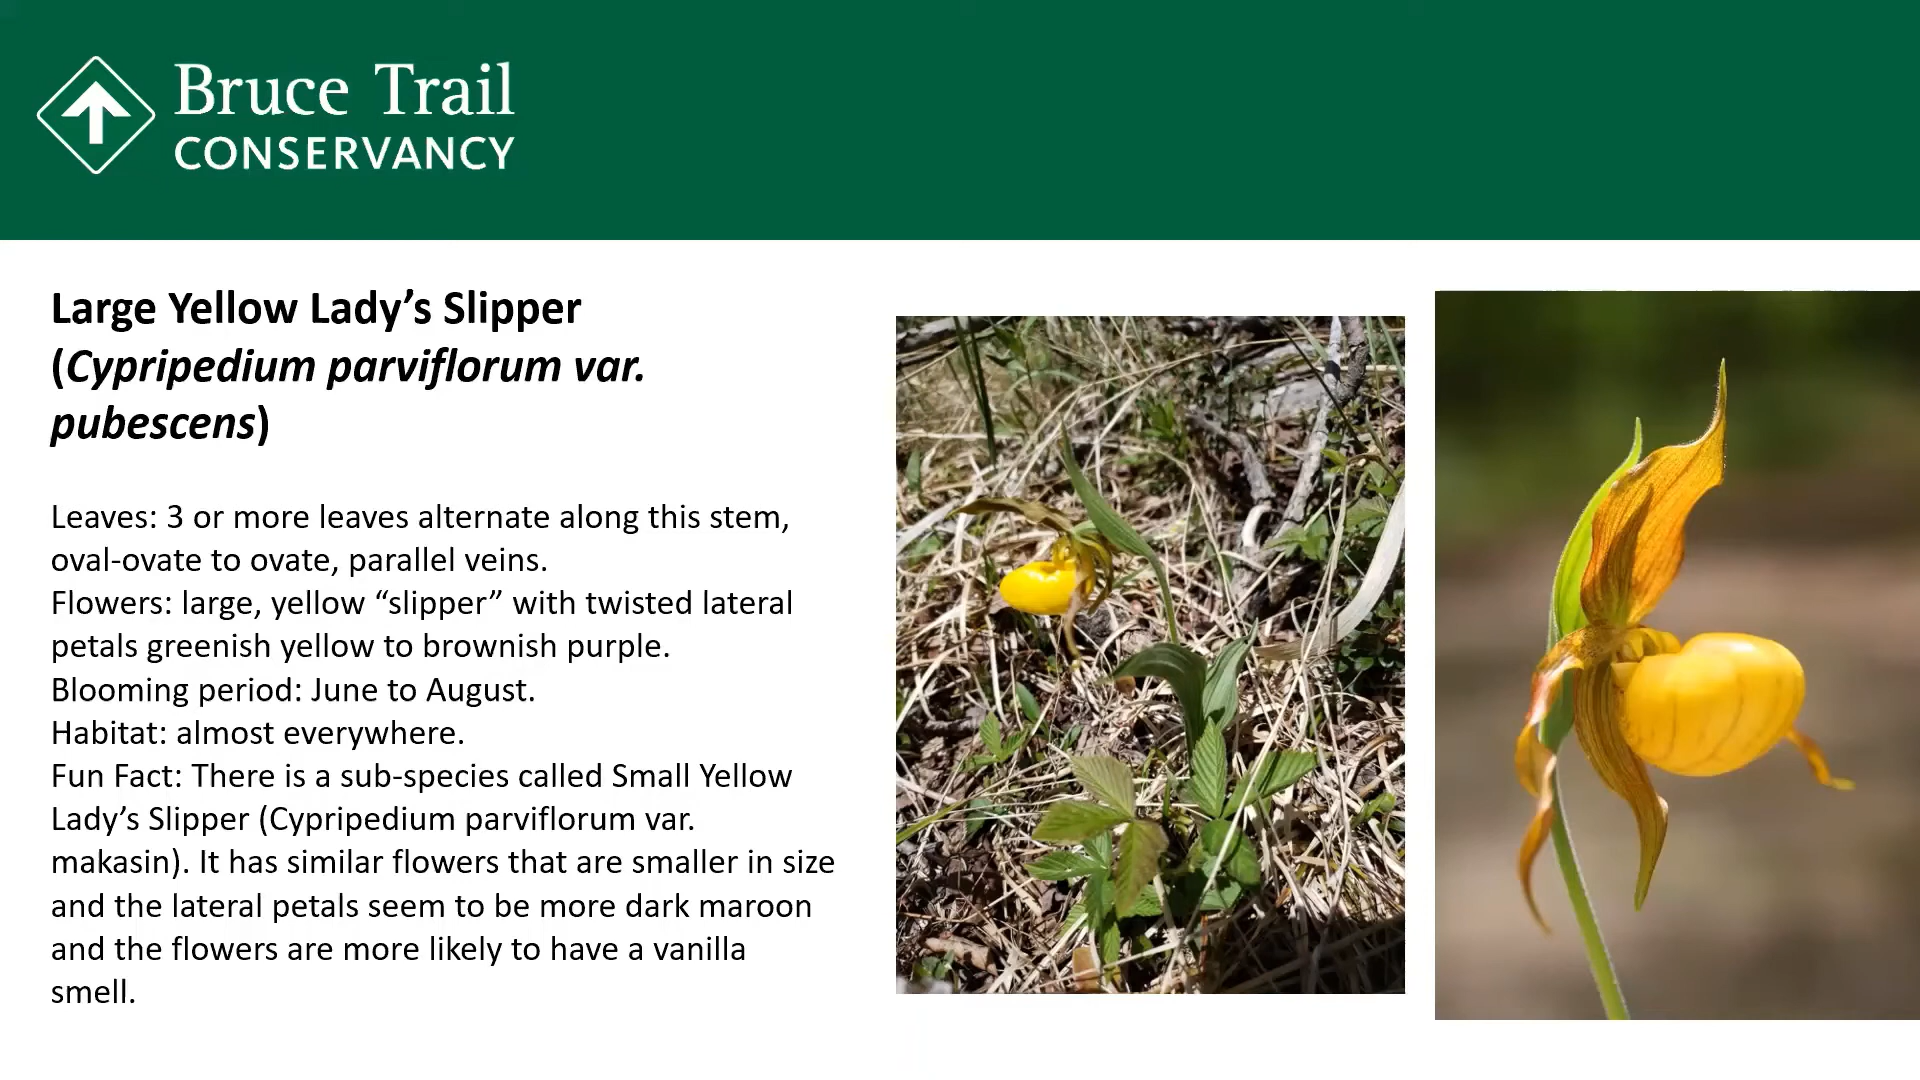 Bruce Trail
CONSERVANCY
Large Yellow Lady’s Slipper
(Cypripedium parviflorum var.
pubescens)
Leaves: 3 or more leaves alternate along this stem,
oval-ovate to ovate, parallel veins.
Flowers: large, yellow “slipper” with twisted lateral
petals greenish yellow to brownish purple.
Blooming period: June to August.
Habitat: almost everywhere.
Fun Fact: There is a sub-species called Small Yellow
Lady’s Slipper (Cypripedium parviflorum var.
makasin). It has similar flowers that are smaller in size
and the lateral petals seem to be more dark maroon
and the flowers are more likely to have a vanilla
smell.